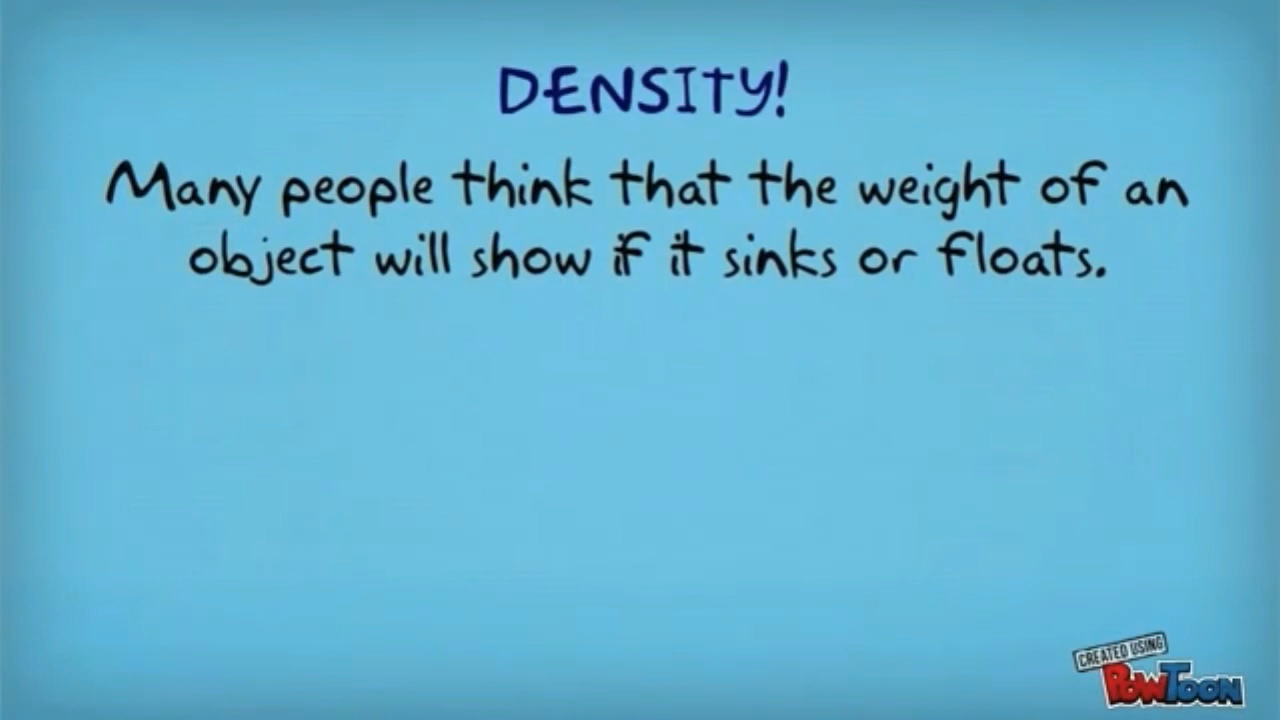 DENSITY!
Many people think that the weight of an
object will show if it sinks or floats.
CREATED USING
POWTOON